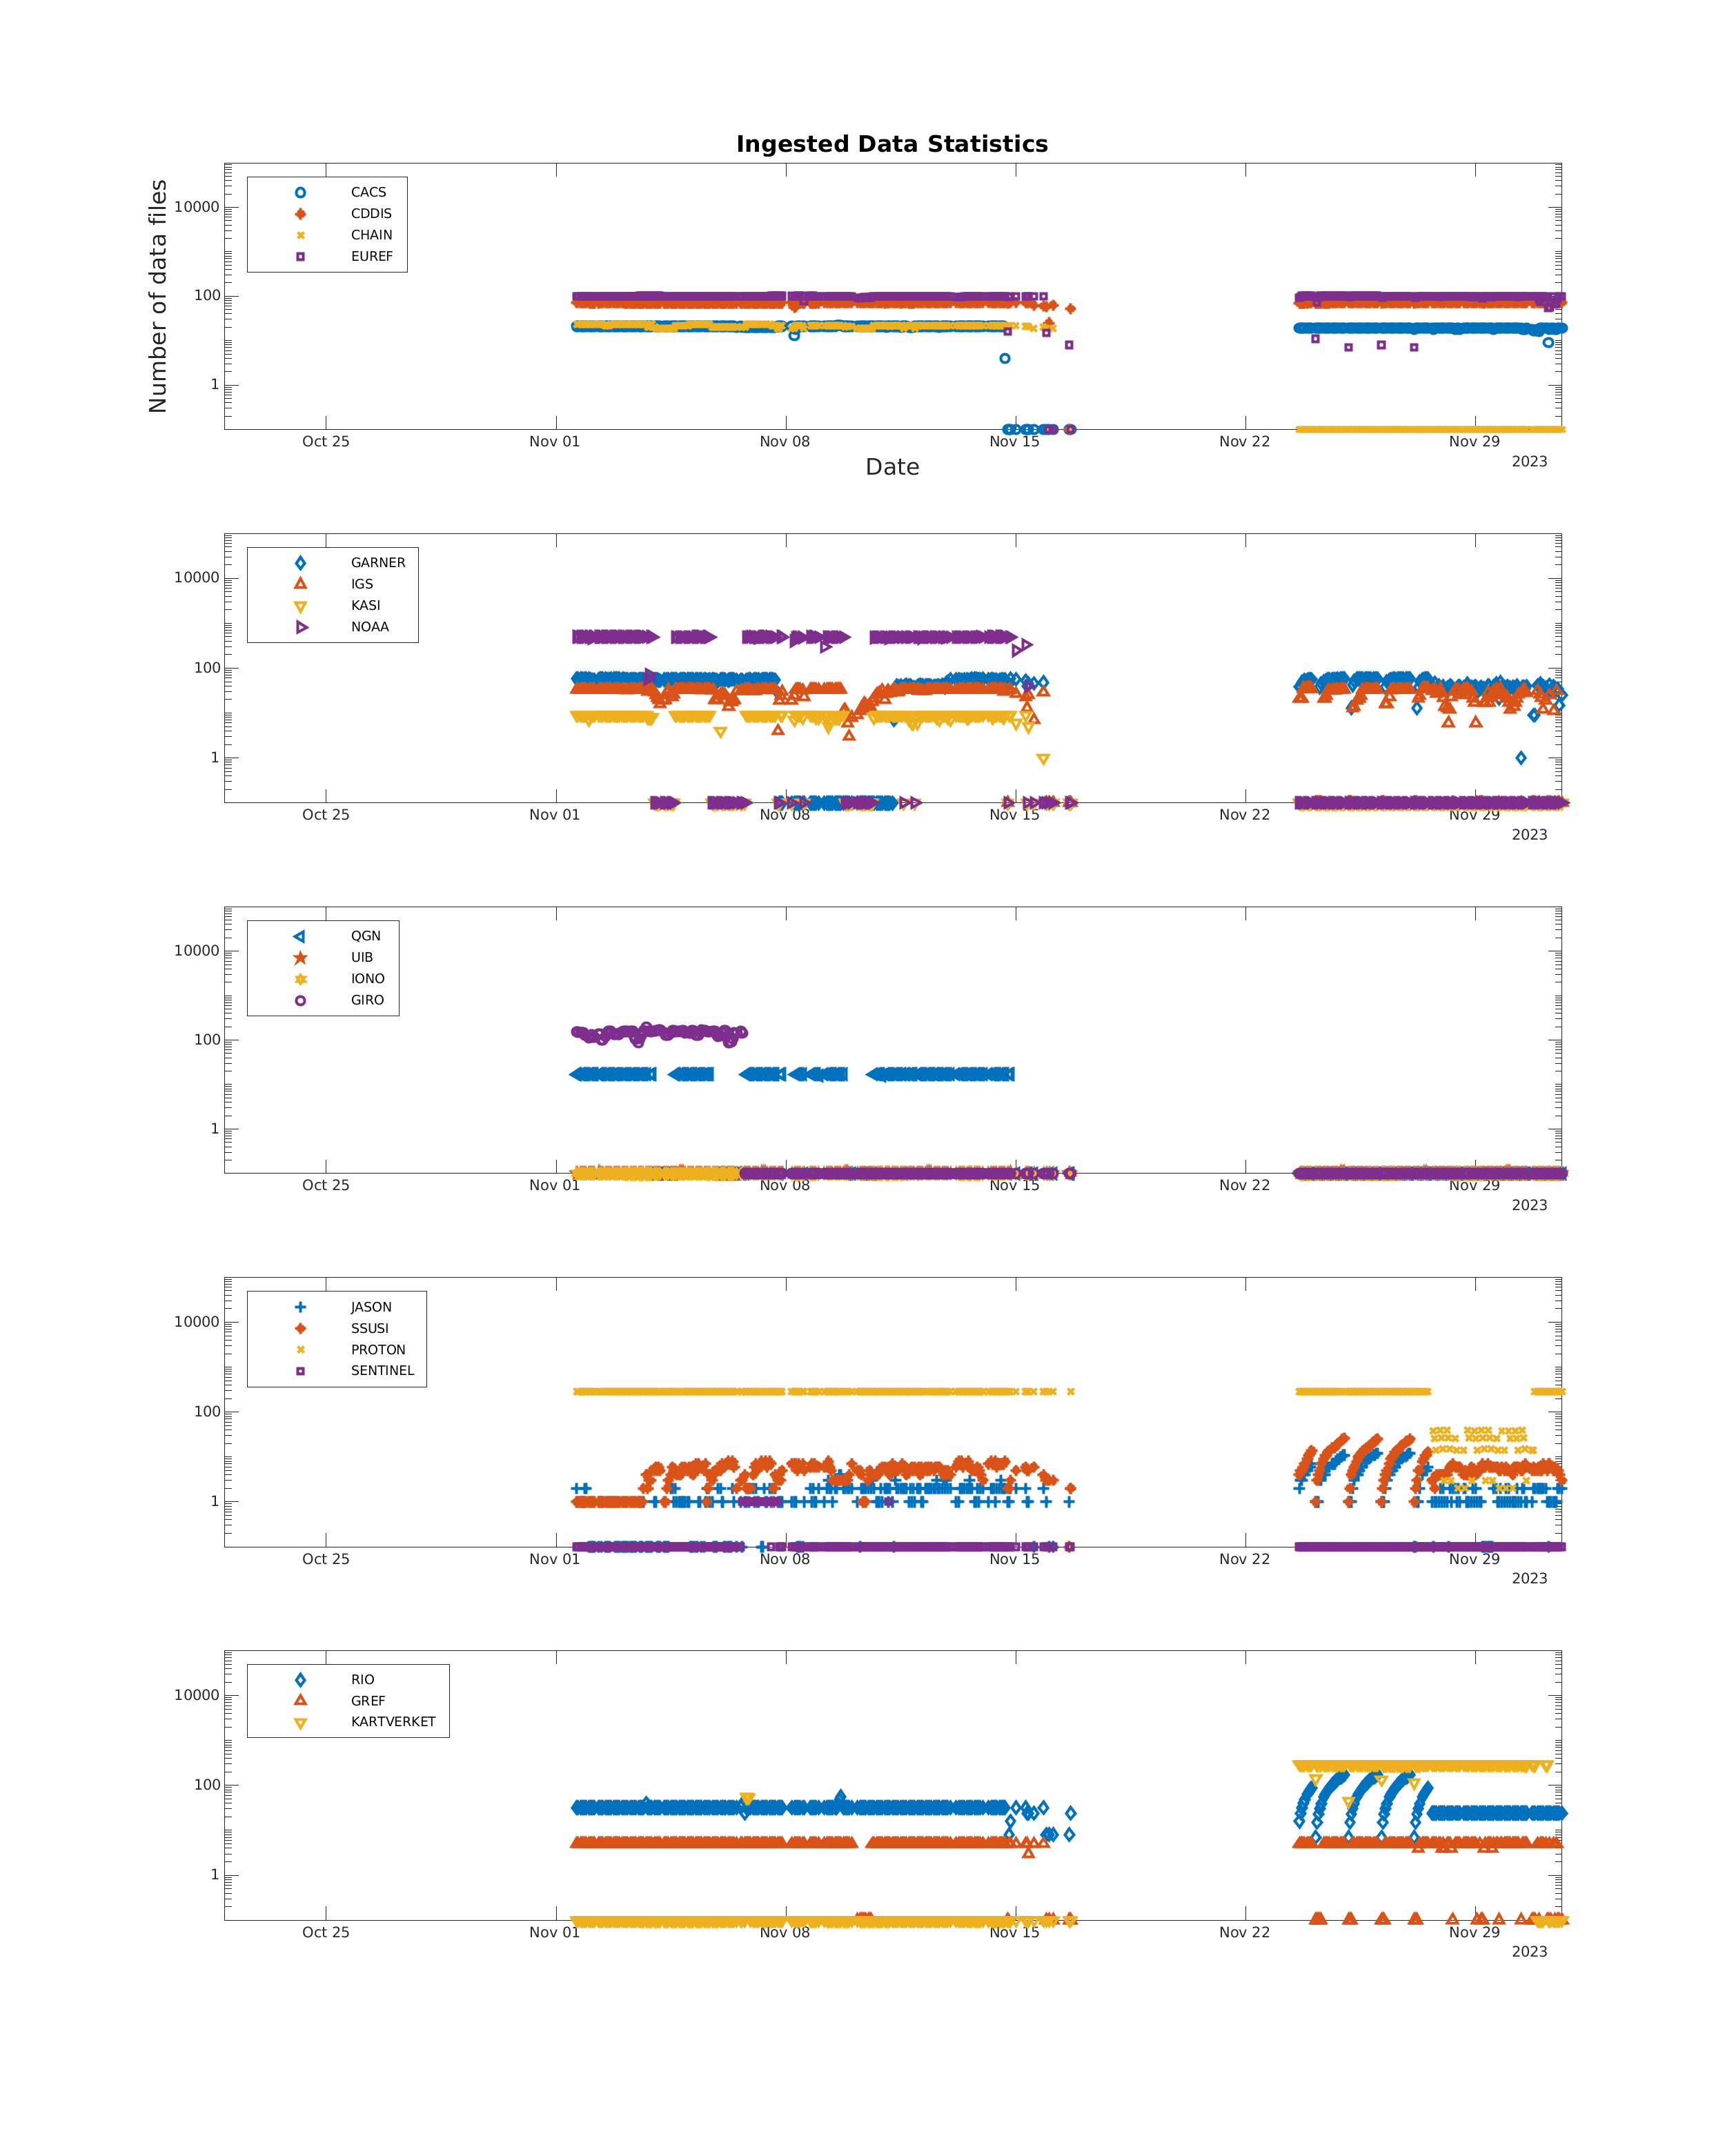 Ingested Data Statistics
Number of data files
10000
100
1
CACS
CDDIS
CHAIN
EUREF
Oct 25
Nov 01
Nov 08
Nov 15
Nov 22
Nov 29
2023
Date
10000
100
1
GARNER
IGS
KASI
NOAA
Oct 25
Nov 01
Nov 08
Nov 15
Nov 22
Nov 29
2023
10000
100
1
QGN
UIB
IONO
GIRO
Oct 25
Nov 01
Nov 08
Nov 15
Nov 22
Nov 29
2023
10000
100
1
JASON
SSUSI
PROTON
SENTINEL
Oct 25
Nov 01
Nov 08
Nov 15
Nov 22
Nov 29
2023
10000
100
1
RIO
GREF
KARTVERKET
Oct 25
Nov 01
Nov 08
Nov 15
Nov 22
Nov 29
2023